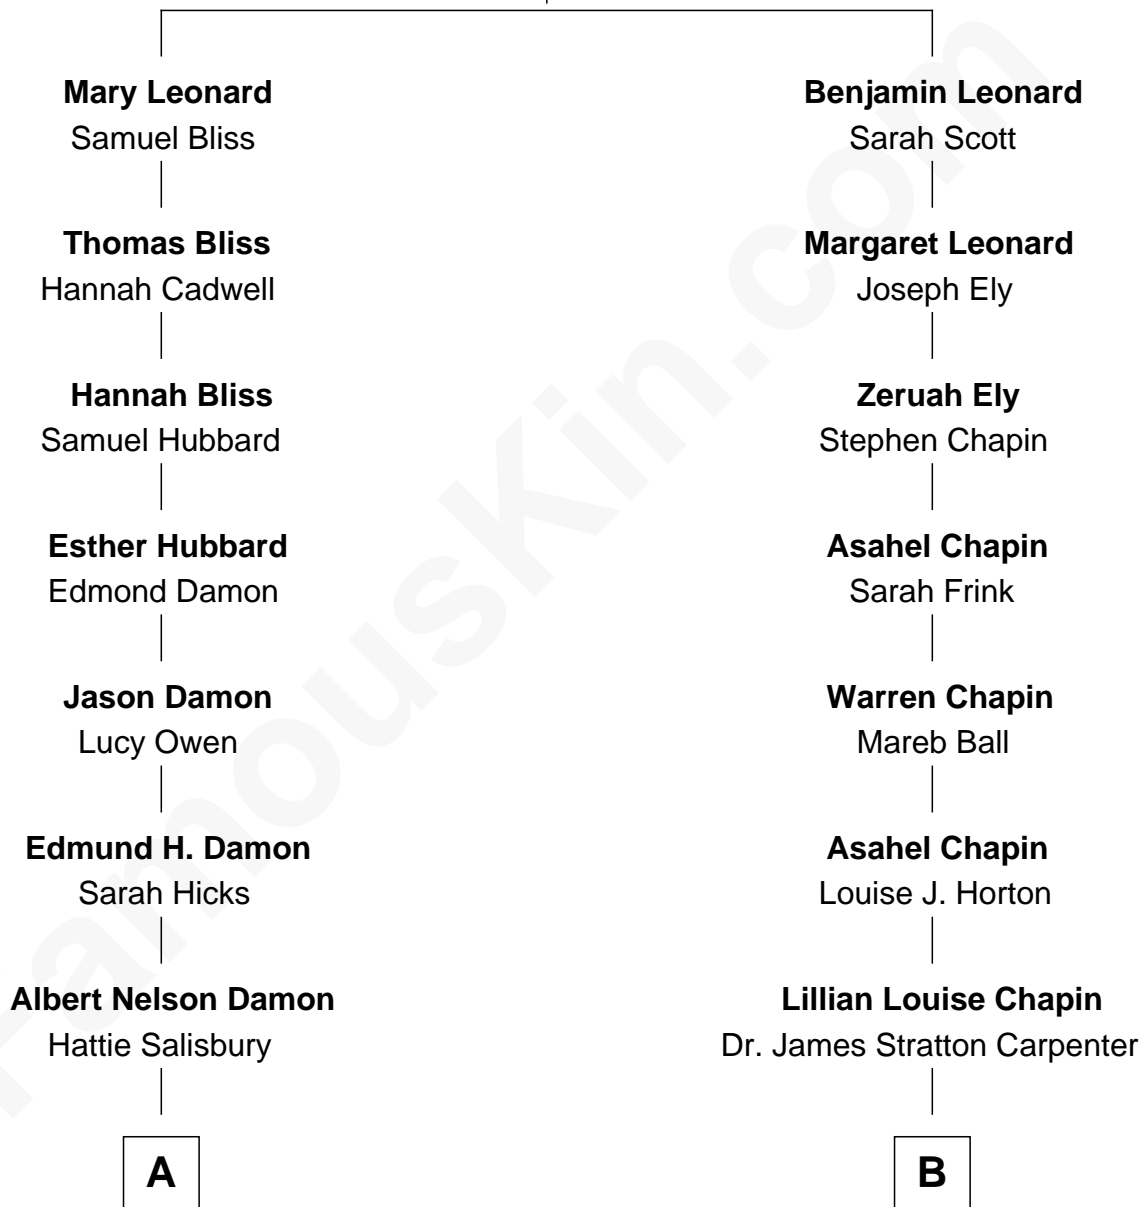 Mary Leonard
Samuel Bliss
Thomas Bliss
Hannah Cadwell
Hannah Bliss
Samuel Hubbard
Esther Hubbard
Edmond Damon
Jason Damon
Lucy Owen
Edmund H. Damon
Sarah Hicks
Albert Nelson Damon
Hattie Salisbury
A
Benjamin Leonard
Sarah Scott
Margaret Leonard
Joseph Ely
Zeruah Ely
Stephen Chapin
Asahel Chapin
Sarah Frink
Warren Chapin
Mareb Ball
Asahel Chapin
Louise J. Horton
Lillian Louise Chapin
Dr. James Stratton Carpenter
B
FamousKin.com